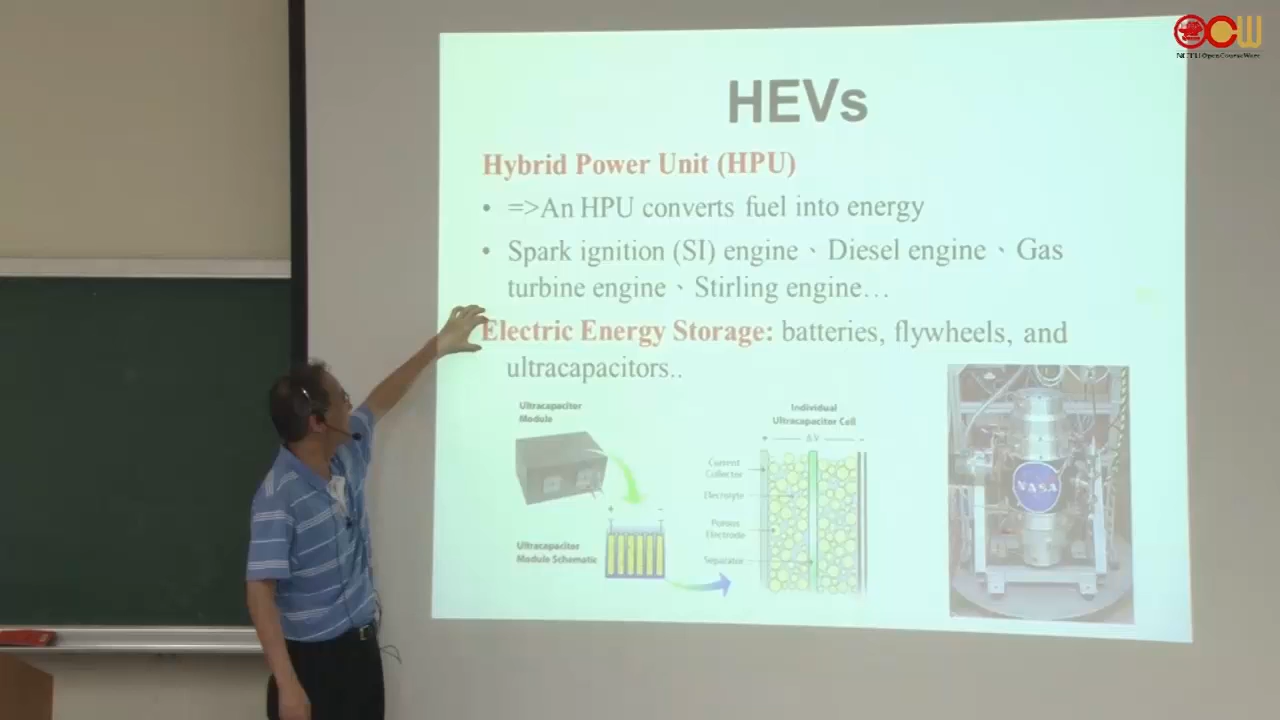 OCW
HEVs
Hybrid Power Unit (HPU)
• =>An HPU converts fuel into energy
• Spark ignition (SI) engine、Diesel engine、Gas
turbine engine、Stirling engine…
Electric Energy Storage: batteries, flywheels, and
ultracapacitors..
Ultracapacitor
Module
+ -
Ultracapacitor
Module Schematic
Individual
Ultracapacitor Cell
+ ΔV -
Current
Collector
Electrolyte
Porous
Electrode
Separator
NASA